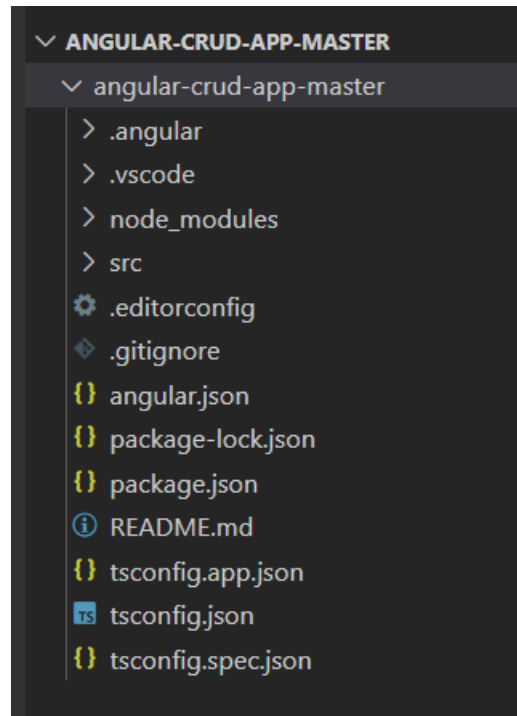 ANGULAR-CRUD-APP-MASTER
angular-crud-app-master
.angular
.vscode
node_modules
src
.editorconfig
.gitignore
{} angular.json
{} package-lock.json
{} package.json
README.md
{} tsconfig.app.json
TS tsconfig.json
{} tsconfig.spec.json